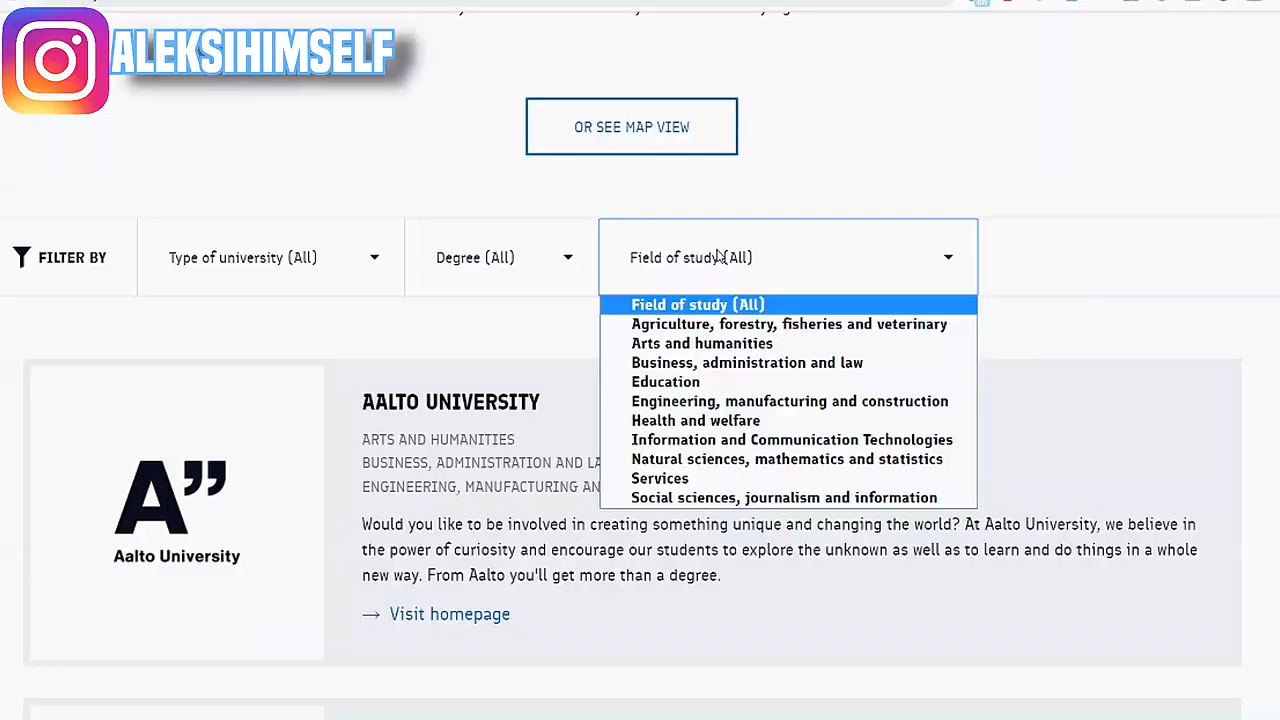 ALEKSIHIMSELF
OR SEE MAP VIEW
FILTER BY
Type of university (All)
Degree (All)
Field of study (All)
Field of study (All)
Agriculture, forestry, fisheries and veterinary
Arts and humanities
Business, administration and law
Education
Engineering, manufacturing and construction
Health and welfare
Information and Communication Technologies
Natural sciences, mathematics and statistics
Services
Social sciences, journalism and information
A”
Aalto University
AALTO UNIVERSITY
ARTS AND HUMANITIES
BUSINESS, ADMINISTRATION AND LA
ENGINEERING, MANUFACTURING AN
Would you like to be involved in creating something unique and changing the world? At Aalto University, we believe in
the power of curiosity and encourage our students to explore the unknown as well as to learn and do things in a whole
new way. From Aalto you'll get more than a degree.
→ Visit homepage